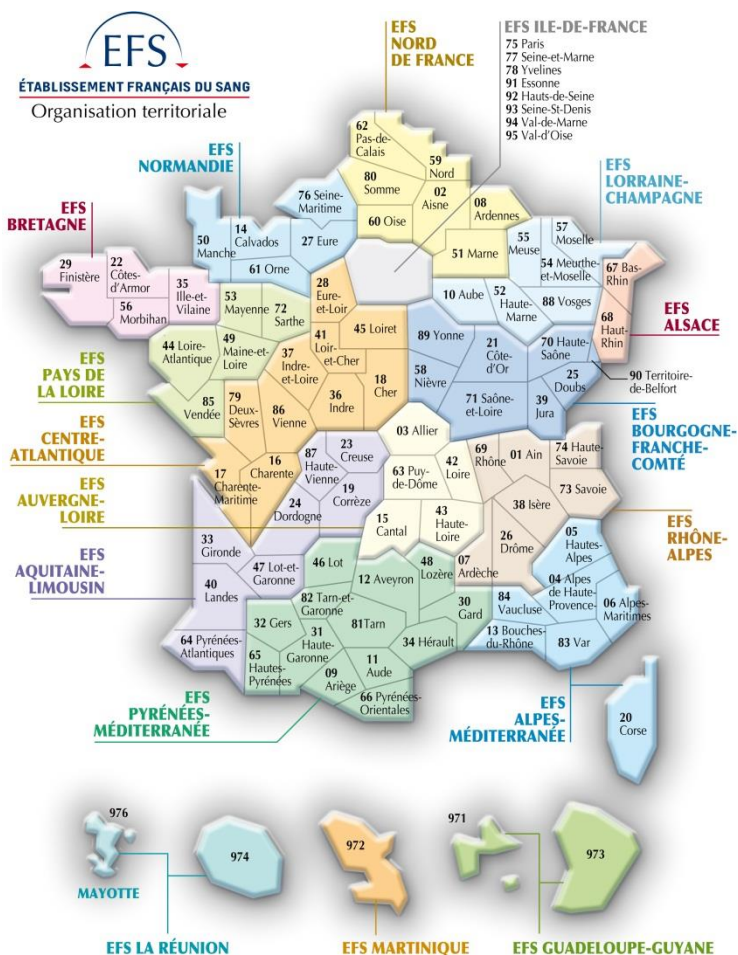 EFS
ÉTABLISSEMENT FRANÇAIS DU SANG
Organisation territoriale
EFS
NORD
DE FRANCE
EFS ILE-DE-FRANCE
75 Paris
77 Seine-et-Marne
78 Yvelines
91 Essonne
92 Hauts-de-Seine
93 Seine-St-Denis
94 Val-de-Marne
95 Val-d'Oise
EFS
NORMANDIE
EFS
LORRAINE-
CHAMPAGNE
EFS
BRETAGNE
62
Pas-de-
Calais
59
Nord
80
Somme
02
Aisne
08
Ardennes
60 Oise
51 Marne
76 Seine-
Maritime
50
Manche
14
Calvados
27 Eure
61 Orne
55
Meuse
57
Moselle
54 Meurthe-
et-Moselle
10 Aube
52
Haute-
Marne
88 Vosges
67 Bas-
Rhin
68
Haut-
Rhin
EFS
ALSACE
29
Finistère
22
Côtes-
d'Armor
35
Ille-et-
Vilaine
56
Morbihan
53
Mayenne
72
Sarthe
44 Loire-
Atlantique
49
Maine-et-
Loire
85
Vendée
EFS
PAYS DE
LA LOIRE
28
Eure-
et-Loir
45 Loiret
41
Loir-
et-Cher
37
Indre-
et-Loire
36
Indre
18
Cher
79
Deux-
Sèvres
86
Vienne
16
Charente
17
Charente-
Maritime
EFS
CENTRE-
ATLANTIQUE
89 Yonne
21
Côte-
d'Or
58
Nièvre
71 Saône-
et-Loire
70 Haute-
Saône
25
Doubs
39
Jura
90 Territoire-
de-Belfort
EFS
BOURGOGNE-
FRANCHE-
COMTÉ
03 Allier
63 Puy-
de-Dôme
42
Loire
15
Cantal
43
Haute-
Loire
EFS
AUVERGNE-
LOIRE
23
Creuse
87
Haute-
Vienne
19
Corrèze
24
Dordogne
33
Gironde
47 Lot-et-
Garonne
40
Landes
64 Pyrénées-
Atlantiques
EFS
AQUITAINE-
LIMOUSIN
69
Rhône
01 Ain
74 Haute-
Savoie
73 Savoie
38 Isère
26
Drôme
07
Ardèche
EFS
RHÔNE-
ALPES
46 Lot
12 Aveyron
48
Lozère
30
Gard
82 Tarn-et-
Garonne
32 Gers
31
Haute-
Garonne
81Tarn
34 Hérault
65
Hautes-
Pyrénées
09
Ariège
11
Aude
66 Pyrénées-
Orientales
EFS
PYRÉNÉES-
MÉDITERRANÉE
05
Hautes-
Alpes
04 Alpes
de Haute-
Provence-
06 Alpes-
Maritimes
84
Vaucluse
13 Bouches-
du-Rhône
83 Var
EFS
ALPES-
MÉDITERRANÉE
20
Corse
976
MAYOTTE
974
EFS LA RÉUNION
972
EFS MARTINIQUE
971
973
EFS GUADELOUPE-GUYANE